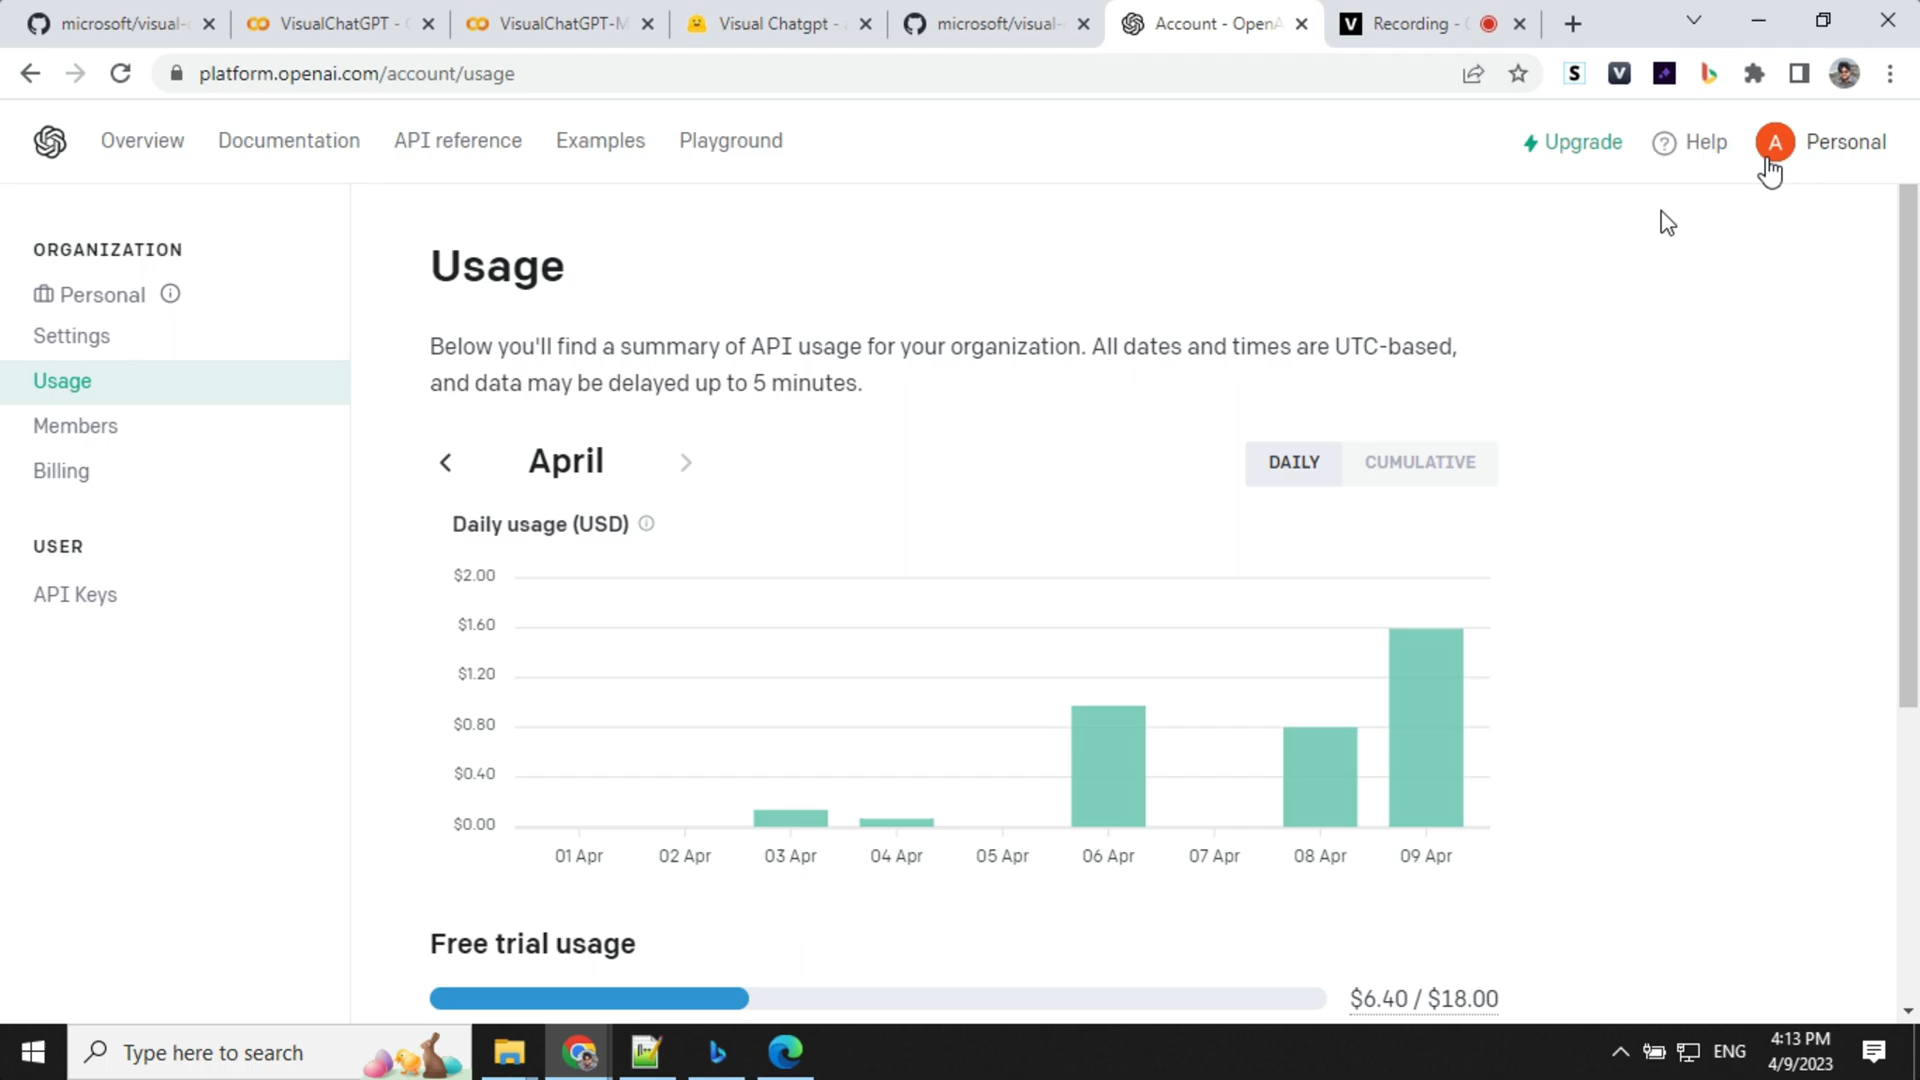 microsoft/visual-
VisualChatGPT -
VisualChatGPT-M
Visual Chatgpt -
microsoft/visual-
Account - OpenA
V
Recording -
platform.openai.com/account/usage
S
V
b
Overview
Documentation
API reference
Examples
Playground
Upgrade
? Help
A
Personal
ORGANIZATION
Personal
Settings
Usage
Members
Billing
USER
API Keys
Usage
Below you'll find a summary of API usage for your organization. All dates and times are UTC-based,
and data may be delayed up to 5 minutes.
April
DAILY
CUMULATIVE
Daily usage (USD)
$2.00
$1.60
$1.20
$0.80
$0.40
$0.00
01 Apr
02 Apr
03 Apr
04 Apr
05 Apr
06 Apr
07 Apr
08 Apr
09 Apr
Free trial usage
$6.40 / $18.00
Type here to search
ENG
4:13 PM
4/9/2023